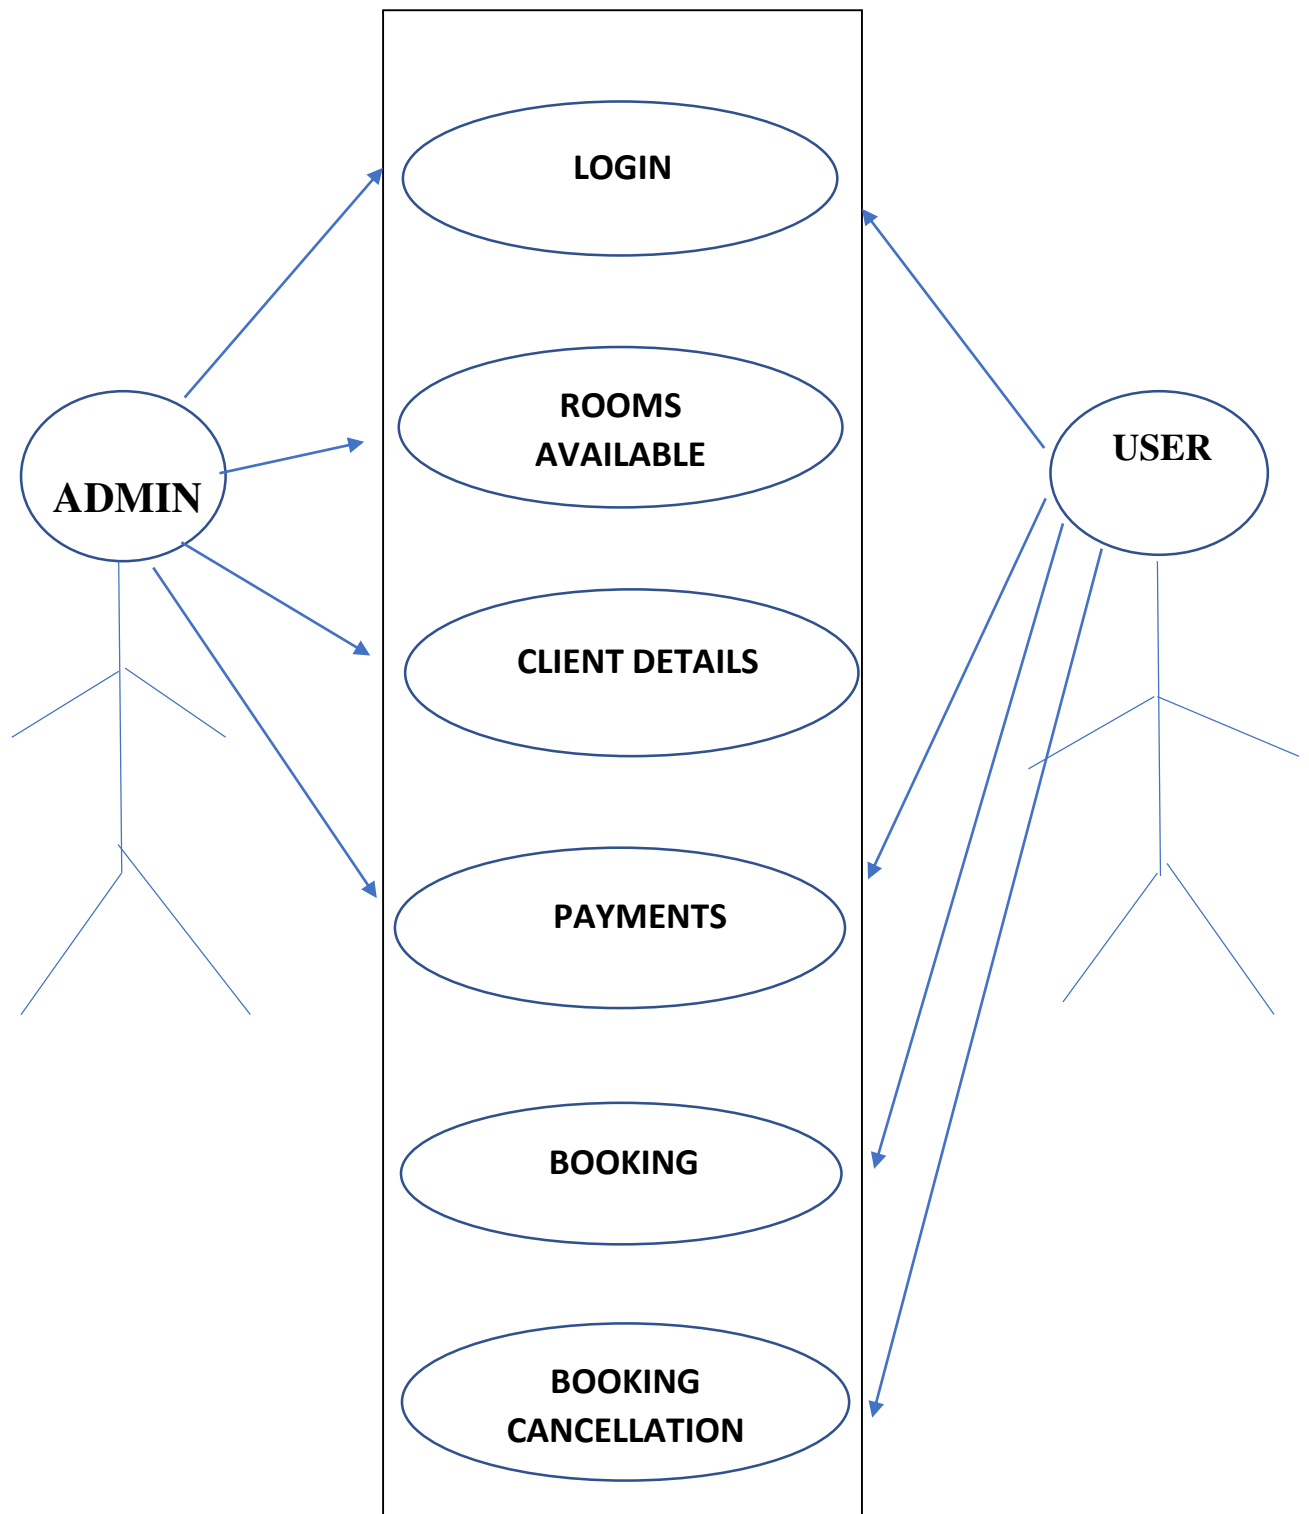 LOGIN
ROOMS
AVAILABLE
ADMIN
USER
CLIENT DETAILS
PAYMENTS
BOOKING
BOOKING
CANCELLATION